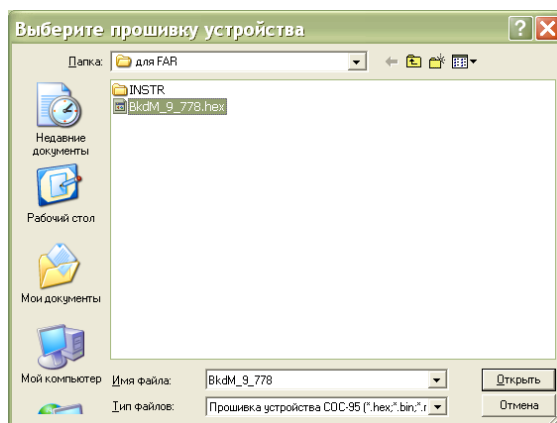 Выберите прошивку устройства
Папка: для FAR
INSTR
BkdM_9_778.hex
Недавние
документы
Рабочий стол
Мои документы
Мой компьютер
Имя файла: BkdM_9_778
Открыть
Тип файлов: Прошивка устройства СОС-95 (*.hex;*.bin;*.r
Отмена